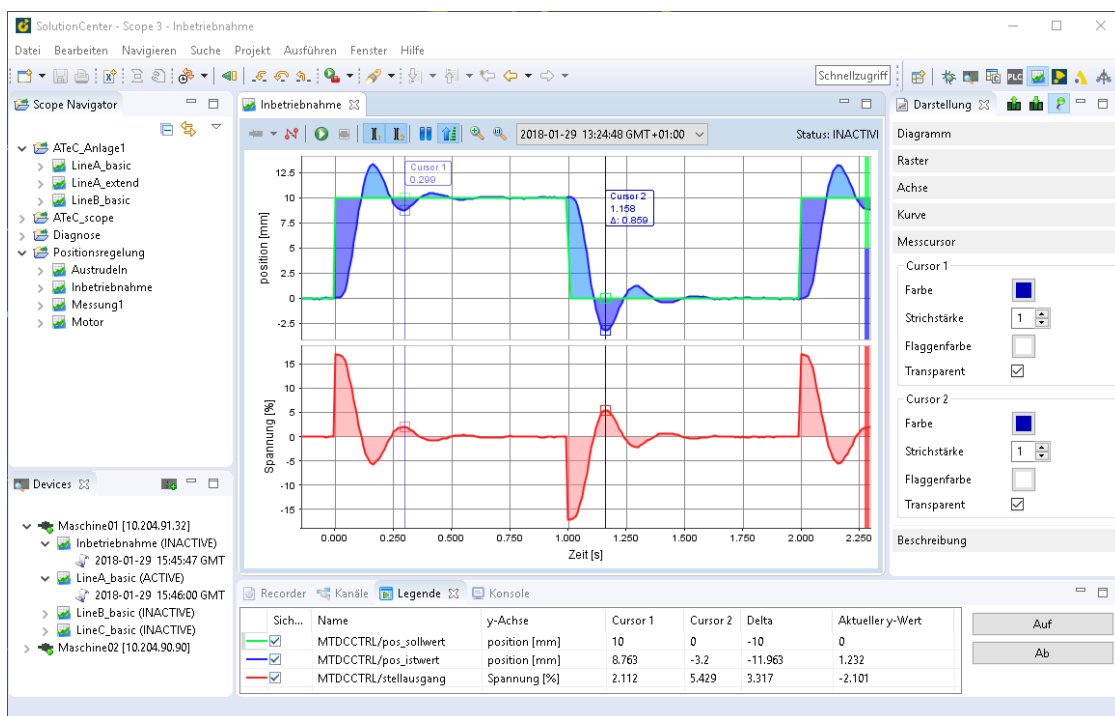 SolutionCenter - Scope 3 - Inbetriebnahme
Datei Bearbeiten Navigieren Suche Projekt Ausführen Fenster Hilfe
Schnellzugriff
PLC
Scope Navigator
ATeC_Anlage1
LineA_basic
LineA_extend
LineB_basic
ATeC_scope
Diagnose
Positionsregelung
Austrudeln
Inbetriebnahme
Messung1
Motor
Devices
Maschine01 [10.204.91.32]
Inbetriebnahme (INACTIVE)
2018-01-29 15:45:47 GMT
LineA_basic (ACTIVE)
2018-01-29 15:46:00 GMT
LineB_basic (INACTIVE)
LineC_basic (INACTIVE)
Maschine02 [10.204.90.90]
Inbetriebnahme
2018-01-29 13:24:48 GMT+01:00
Status: INACTIVI
position [mm]
12.5
10
7.5
5
2.5
0
-2.5
Cursor 1
0.299
Cursor 2
1.158
Δ: 0.859
Spannung [%]
15
10
5
0
-5
-10
-15
0.000 0.250 0.500 0.750 1.000 1.250 1.500 1.750 2.000 2.250
Zeit [s]
Darstellung
Diagramm
Raster
Achse
Kurve
Messcursor
Cursor 1
Farbe
Strichstärke 1
Flaggenfarbe
Transparent
Cursor 2
Farbe
Strichstärke 1
Flaggenfarbe
Transparent
Beschreibung
Recorder Kanäle Legende Konsole
Sich... Name y-Achse Cursor 1 Cursor 2 Delta Aktueller y-Wert
MTDCCTRL/pos_sollwert position [mm] 10 0 -10 0
MTDCCTRL/pos_istwert position [mm] 8.763 -3.2 -11.963 1.232
MTDCCTRL/stellausgang Spannung [%] 2.112 5.429 3.317 -2.101
Auf
Ab